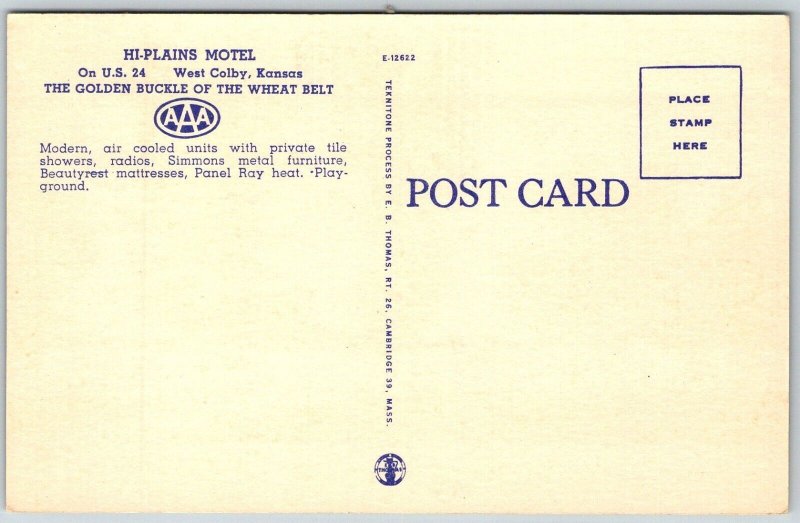 HI-PLAINS MOTEL
On U.S. 24 West Colby, Kansas
THE GOLDEN BUCKLE OF THE WHEAT BELT
AAA
Modern, air cooled units with private tile
showers, radios, Simmons metal furniture,
Beautyrest mattresses, Panel Ray heat. Play-
ground.
E-12622
TEKNITONE PROCESS BY E. B. THOMAS, RT. 26, CAMBRIDGE 39, MASS.
THOMAS
POST CARD
PLACE
STAMP
HERE